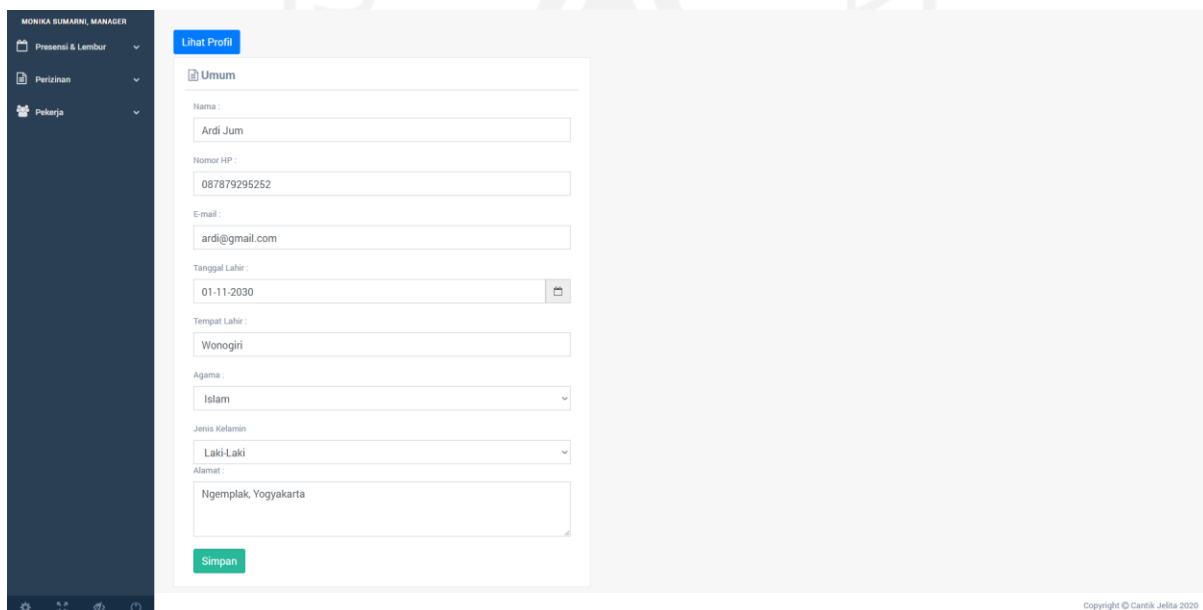 MONIKA SUMARNI, MANAGER
Presensi & Lembur
Perizinan
Pekerja
Lihat Profil
Umum
Nama :
Ardi Jum
Nomor HP :
087879295252
E-mail :
ardi@gmail.com
Tanggal Lahir :
01-11-2030
Tempat Lahir :
Wonogiri
Agama :
Islam
Jenis Kelamin
Laki-Laki
Alamat :
Ngemplak, Yogyakarta
Simpan
Copyright © Cantik Jelita 2020